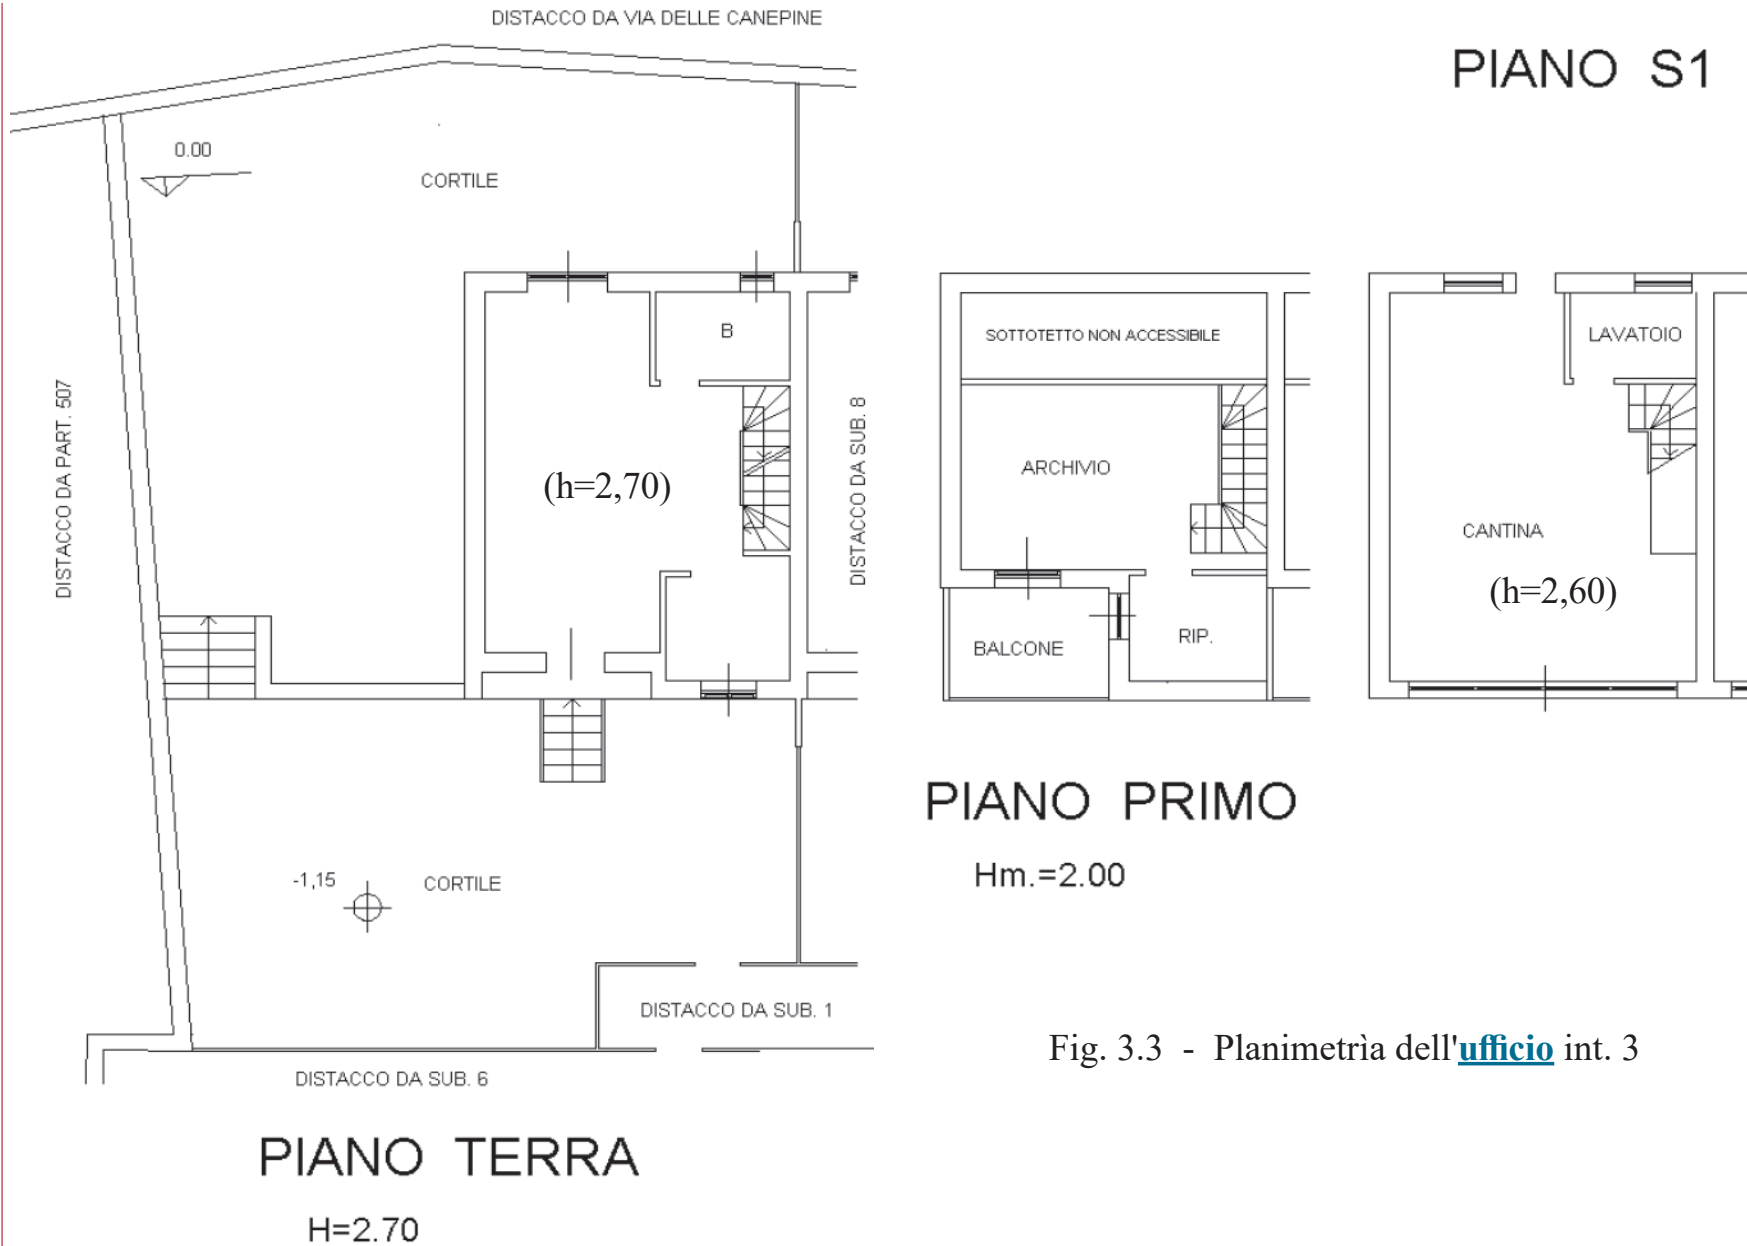 DISTACCO DA VIA DELLE CANEPINE
PIANO S1
0.00
CORTILE
B
SOTTOTETTO NON ACCESSIBILE
LAVATOIO
DISTACCO DA PART. 507
DISTACCO DA SUB. 8
(h=2,70)
ARCHIVIO
CANTINA
(h=2,60)
BALCONE
RIP.
PIANO PRIMO
Hm.=2.00
-1,15
CORTILE
DISTACCO DA SUB. 1
Fig. 3.3 - Planimetrìa dell'ufficio int. 3
DISTACCO DA SUB. 6
PIANO TERRA
H=2.70